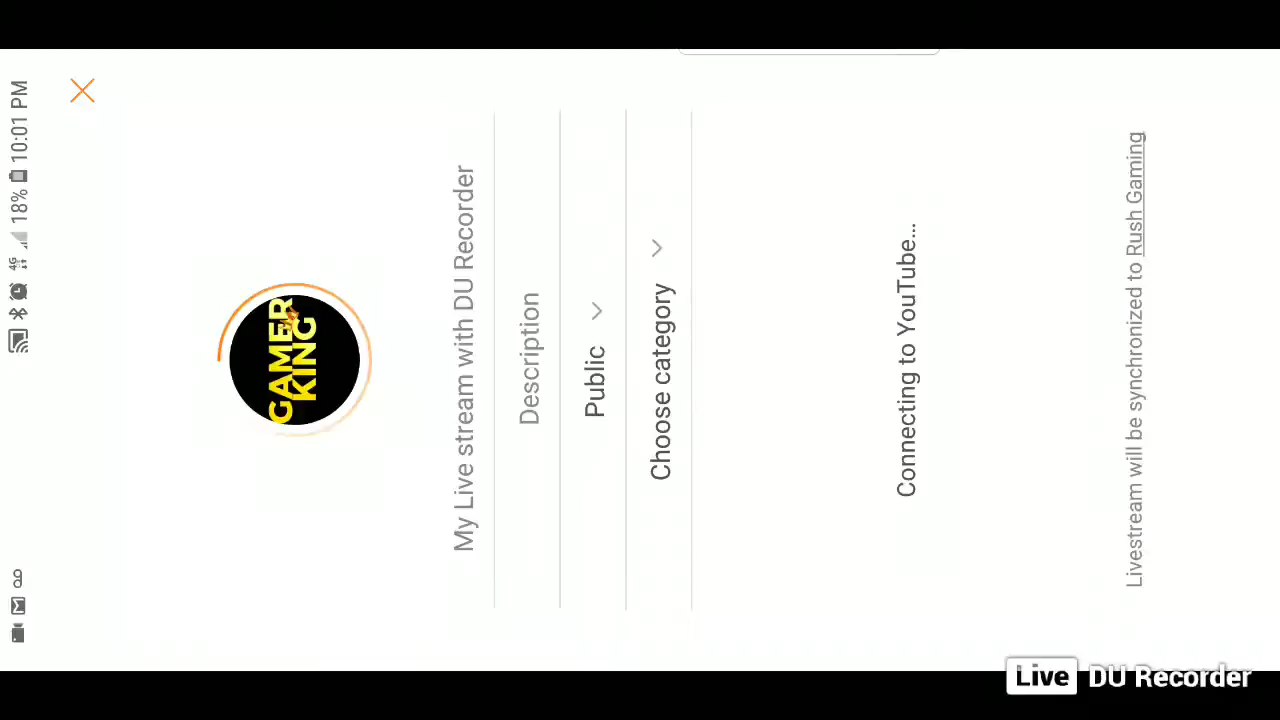 18% 10:01 PM
4G
GAMER
KING
My Live stream with DU Recorder
Description
Public
Choose category
Connecting to YouTube...
Livestream will be synchronized to Rush Gaming
Live DU Recorder